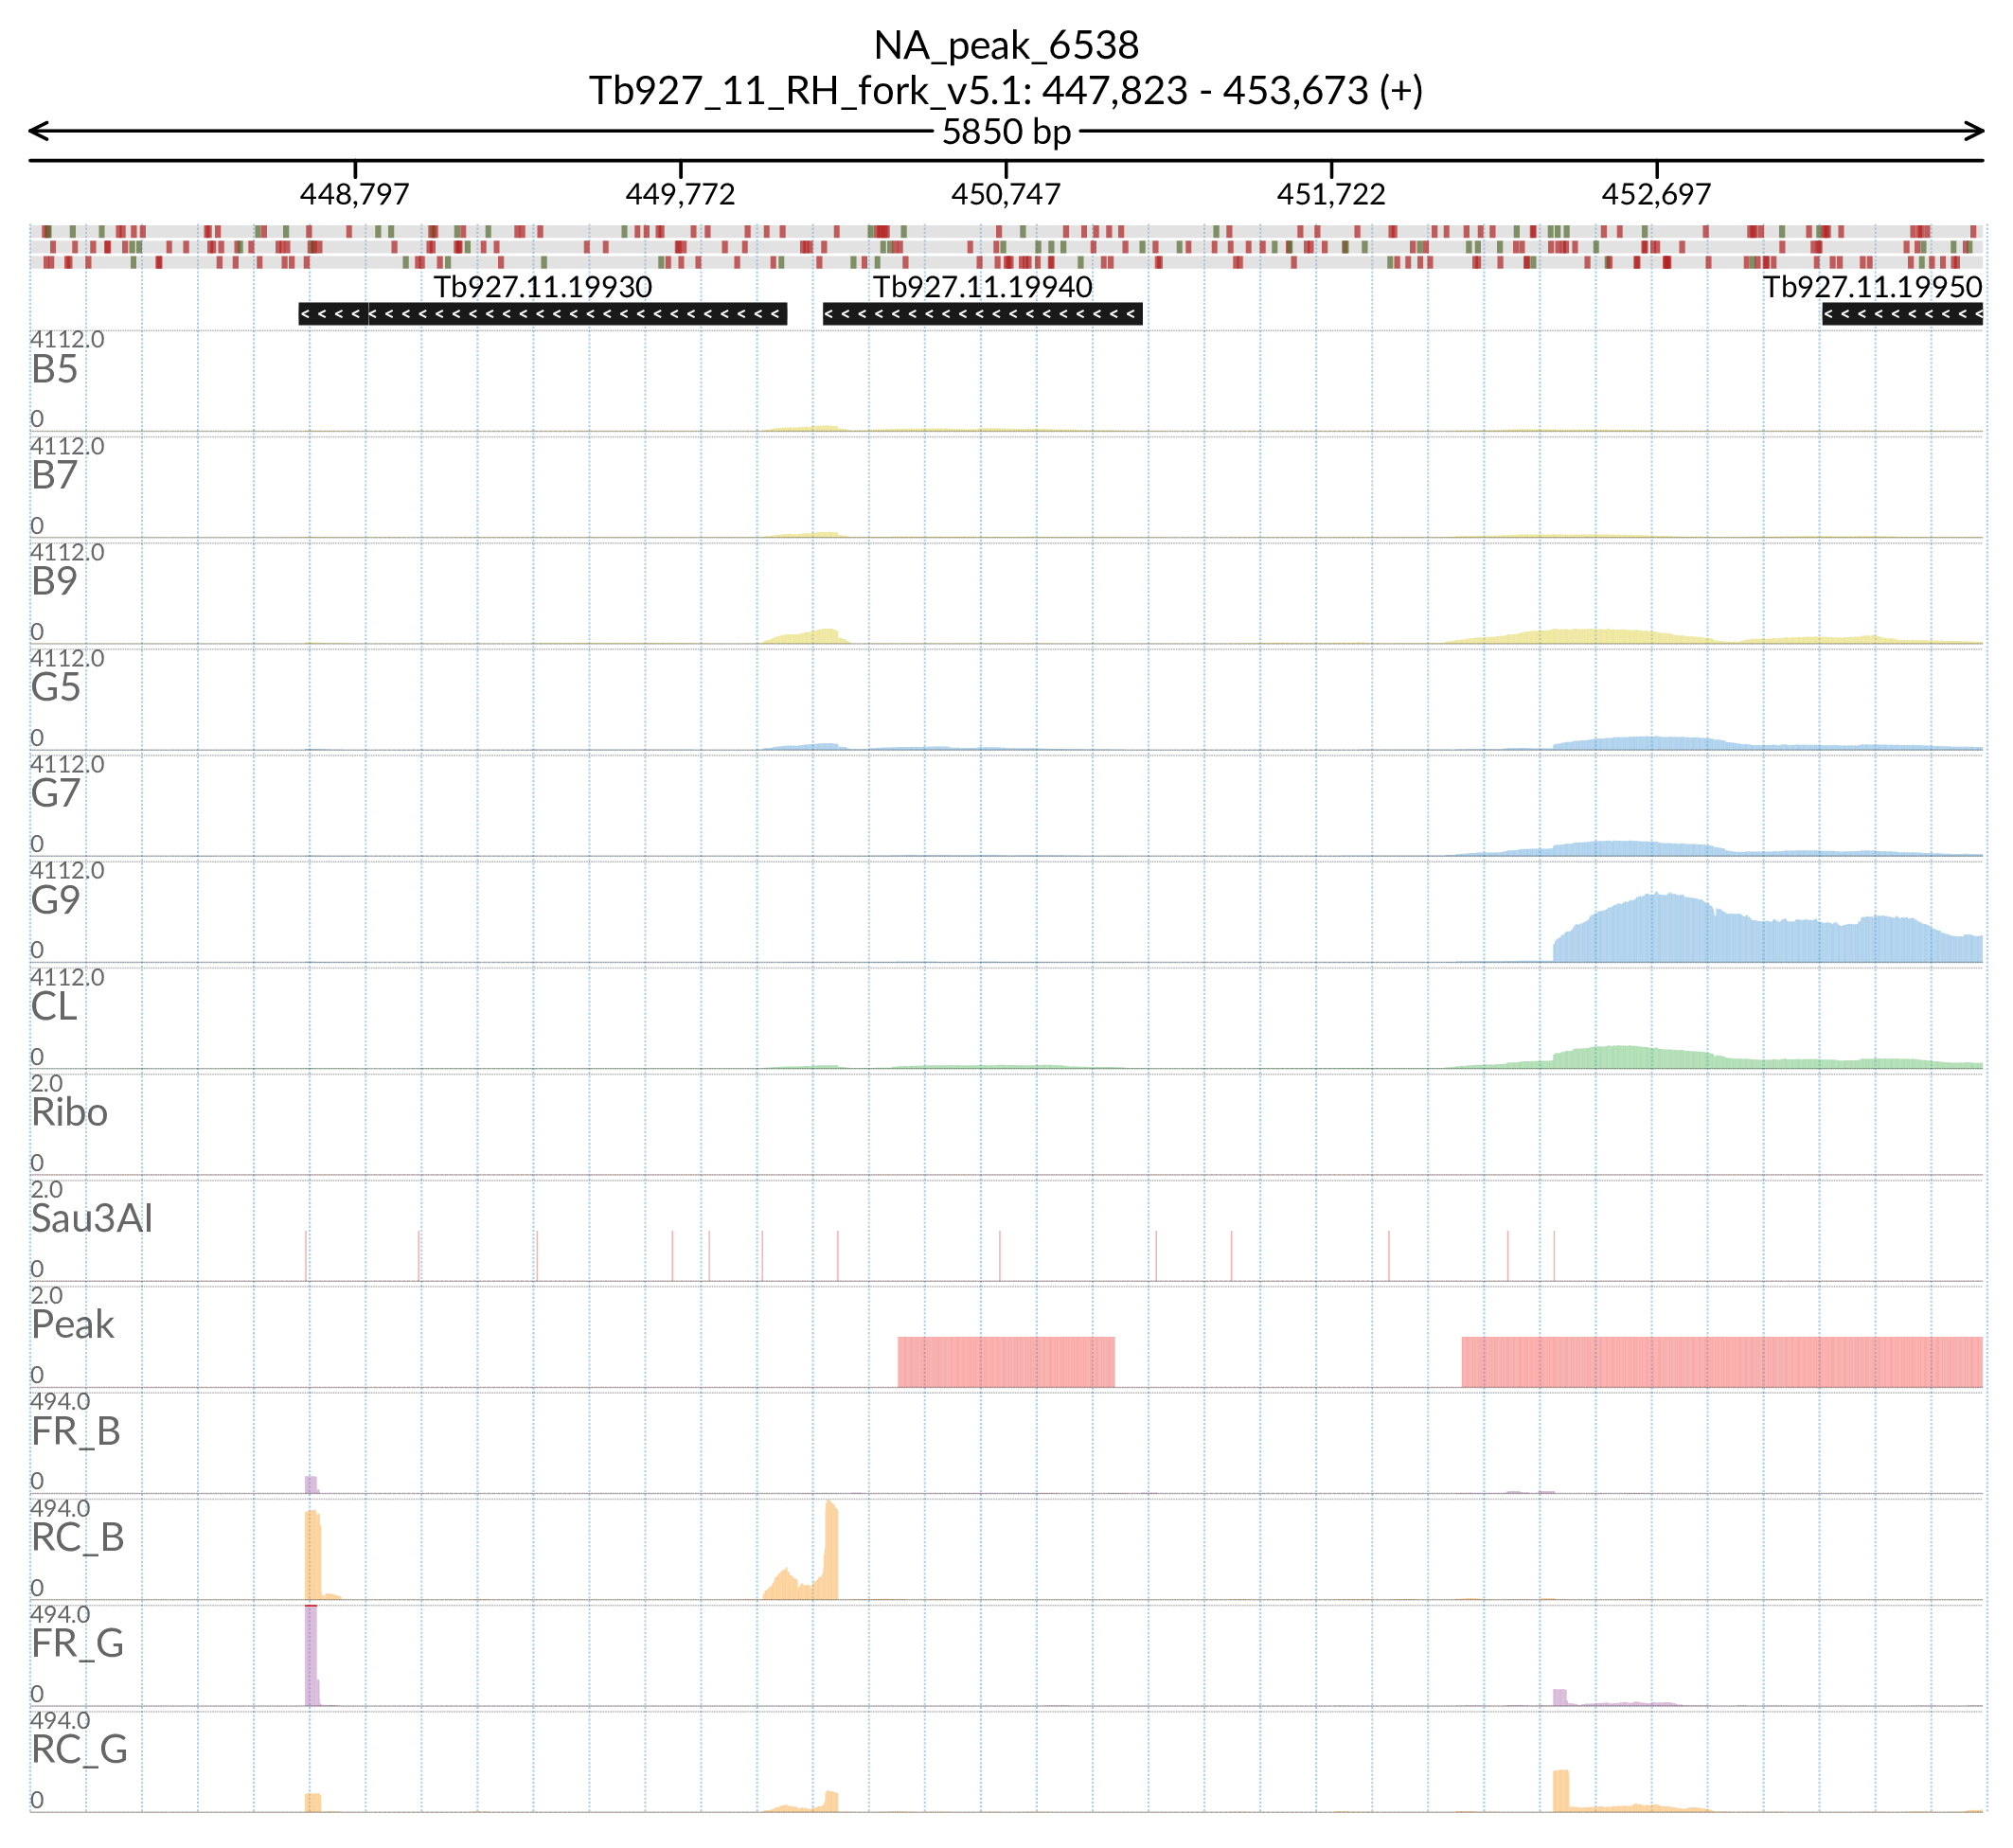 NA_peak_6538
Tb927_11_RH_fork_v5.1: 447,823 - 453,673 (+)
5850 bp
448,797 449,772 450,747 451,722 452,697
Tb927.11.19930 Tb927.11.19940 Tb927.11.19950
4112.0
B5
0
4112.0
B7
0
4112.0
B9
0
4112.0
G5
0
4112.0
G7
0
4112.0
G9
0
4112.0
CL
0
2.0
Ribo
0
2.0
Sau3AI
0
2.0
Peak
0
494.0
FR_B
0
494.0
RC_B
0
494.0
FR_G
0
494.0
RC_G
0